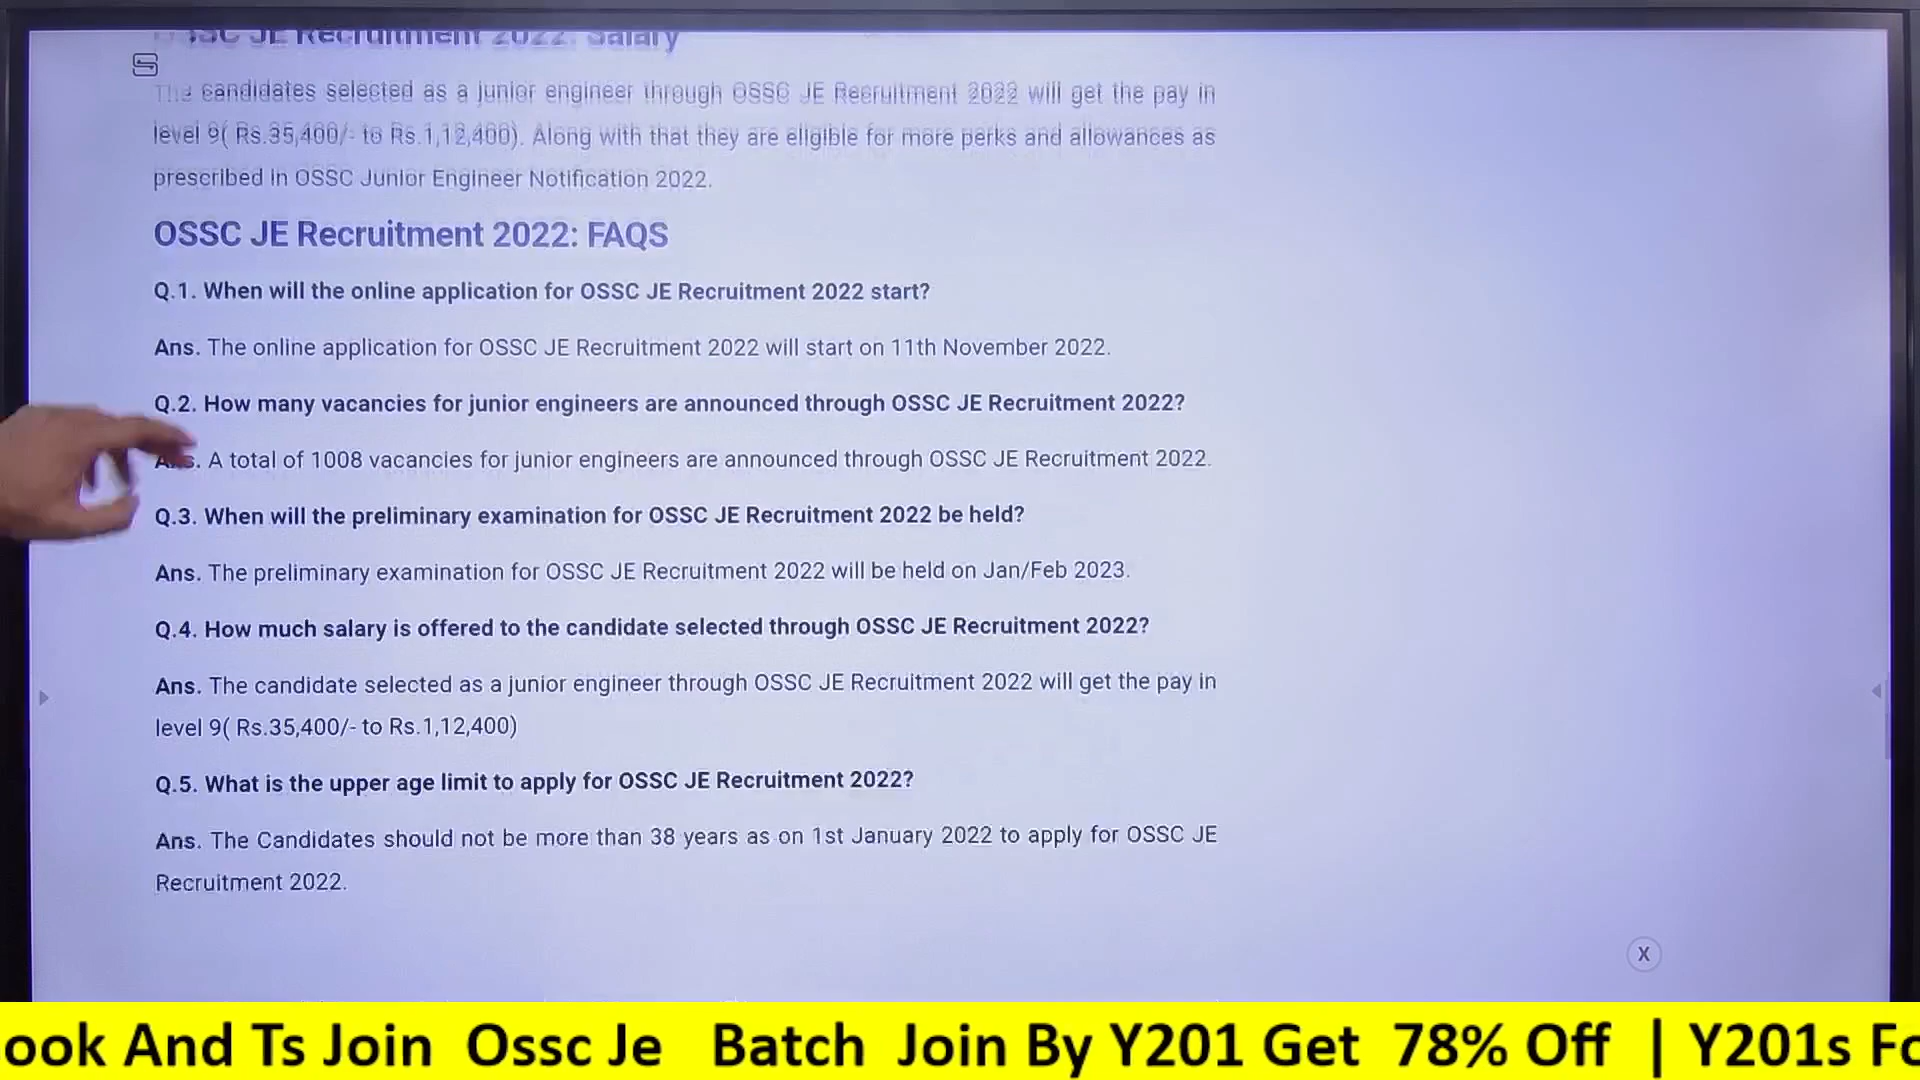 SC JE Recruitment 2022: Salary
The candidates selected as a junior engineer through OSSC JE Recruitment 2022 will get the pay in
level 9( Rs.35,400/- to Rs.1,12,400). Along with that they are eligible for more perks and allowances as
prescribed in OSSC Junior Engineer Notification 2022.
OSSC JE Recruitment 2022: FAQS
Q.1. When will the online application for OSSC JE Recruitment 2022 start?
Ans. The online application for OSSC JE Recruitment 2022 will start on 11th November 2022.
Q.2. How many vacancies for junior engineers are announced through OSSC JE Recruitment 2022?
Ans. A total of 1008 vacancies for junior engineers are announced through OSSC JE Recruitment 2022.
Q.3. When will the preliminary examination for OSSC JE Recruitment 2022 be held?
Ans. The preliminary examination for OSSC JE Recruitment 2022 will be held on Jan/Feb 2023.
Q.4. How much salary is offered to the candidate selected through OSSC JE Recruitment 2022?
Ans. The candidate selected as a junior engineer through OSSC JE Recruitment 2022 will get the pay in
level 9( Rs.35,400/- to Rs.1,12,400)
Q.5. What is the upper age limit to apply for OSSC JE Recruitment 2022?
Ans. The Candidates should not be more than 38 years as on 1st January 2022 to apply for OSSC JE
Recruitment 2022.
X
ook And Ts Join Ossc Je Batch Join By Y201 Get 78% Off | Y201s Fo